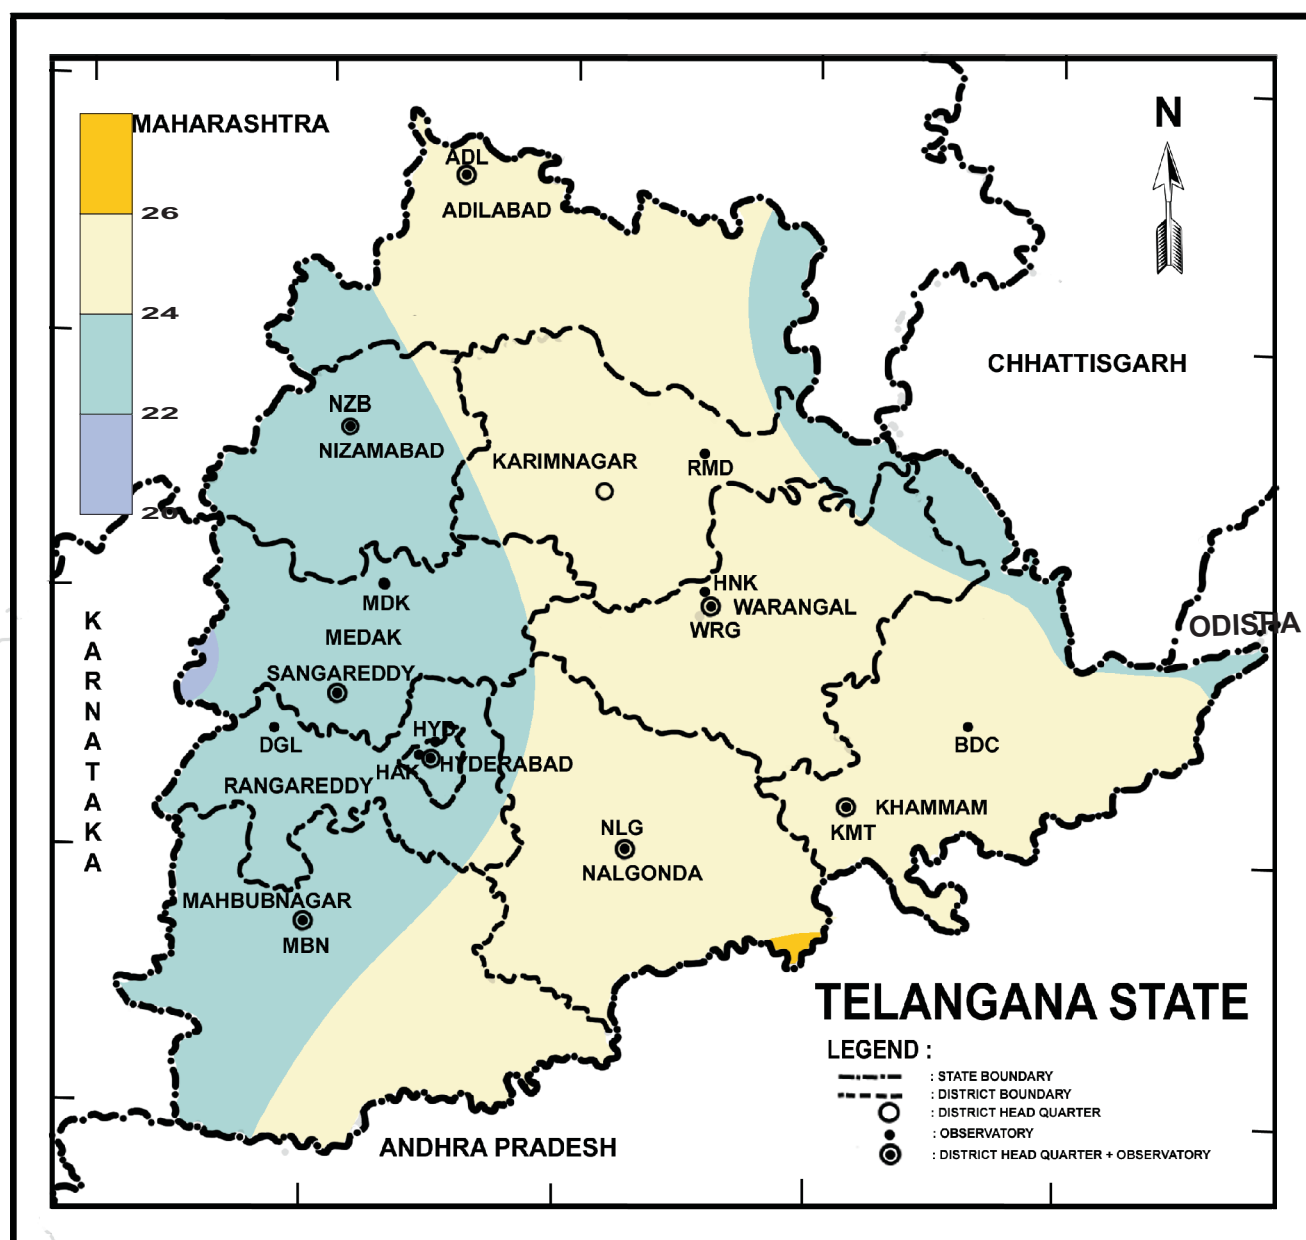 MAHARASHTRA
N
26
24
22
20
ADL
ADILABAD
CHHATTISGARH
NZB
NIZAMABAD
KARIMNAGAR
RMD
MDK
MEDAK
HNK
WARANGAL
WRG
ODISHA
KARNATAKA
SANGAREDDY
DGL
HYD
HAK
HYDERABAD
RANGAREDDY
BDC
KHAMMAM
KMT
NLG
NALGONDA
MAHBUBNAGAR
MBN
TELANGANA STATE
LEGEND :
: STATE BOUNDARY
: DISTRICT BOUNDARY
: DISTRICT HEAD QUARTER
: OBSERVATORY
: DISTRICT HEAD QUARTER + OBSERVATORY
ANDHRA PRADESH